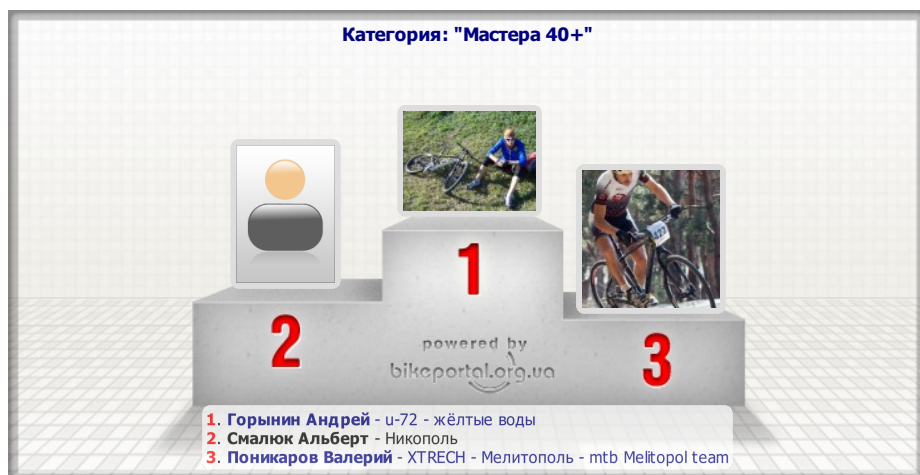 Категория: "Мастера 40+"
1
2
3
477
powered by
bikeportal.org.ua
1. Горынин Андрей - u-72 - жёлтые воды
2. Смалюк Альберт - Никополь
3. Поникаров Валерий - XTRECH - Мелитополь - mtb Melitopol team